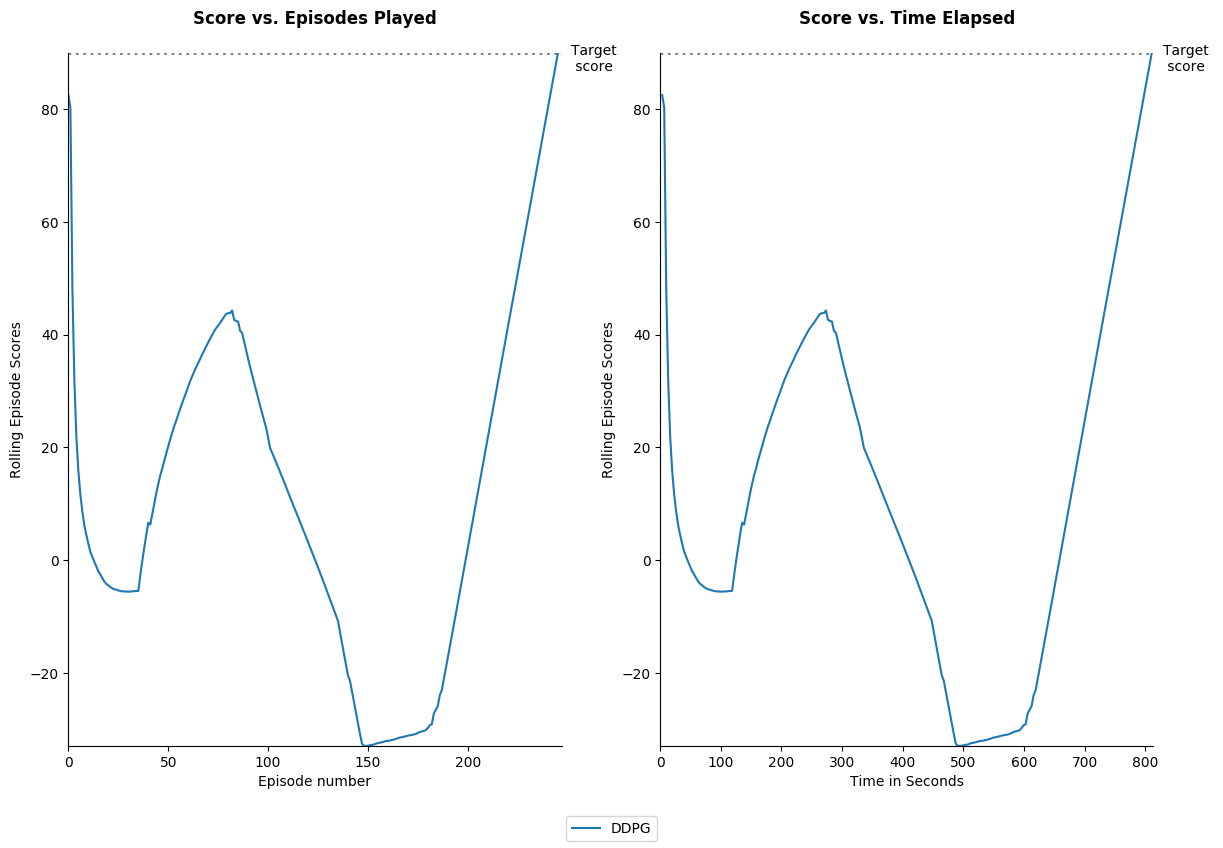 Score vs. Episodes Played
Target
score
80
60
40
20
0
−20
Rolling Episode Scores
0
50
100
150
200
Episode number
Score vs. Time Elapsed
Target
score
80
60
40
20
0
−20
Rolling Episode Scores
0
100
200
300
400
500
600
700
800
Time in Seconds
DDPG